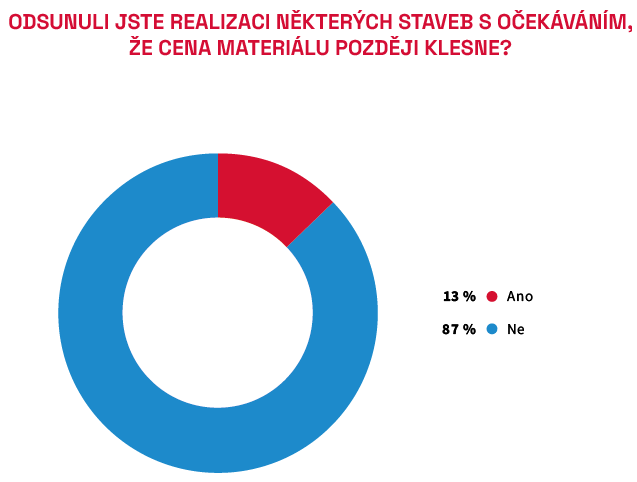 ODSUNULI JSTE REALIZACI NĚKTERÝCH STAVEB S OČEKÁVÁNÍM,
ŽE CENA MATERIÁLU POZDĚJI KLESNE?
13 % Ano
87 % Ne